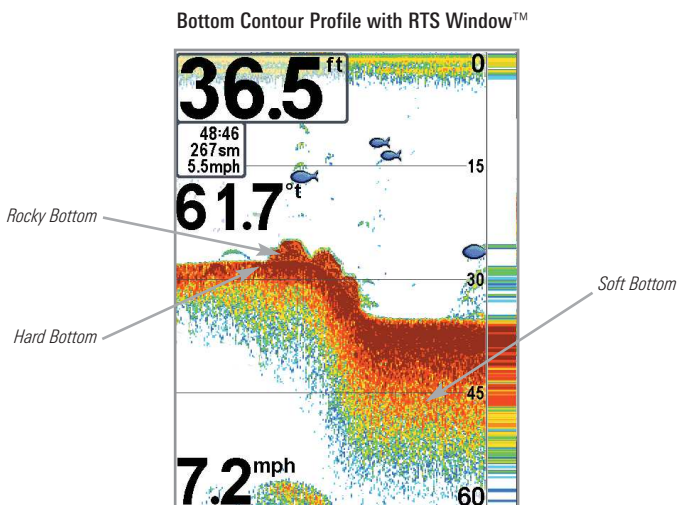 Bottom Contour Profile with RTS Window™
36.5 ft
0
48:46
267sm
5.5mph
15
61.7 °t
Rocky Bottom
30
Soft Bottom
Hard Bottom
45
7.2 mph
60